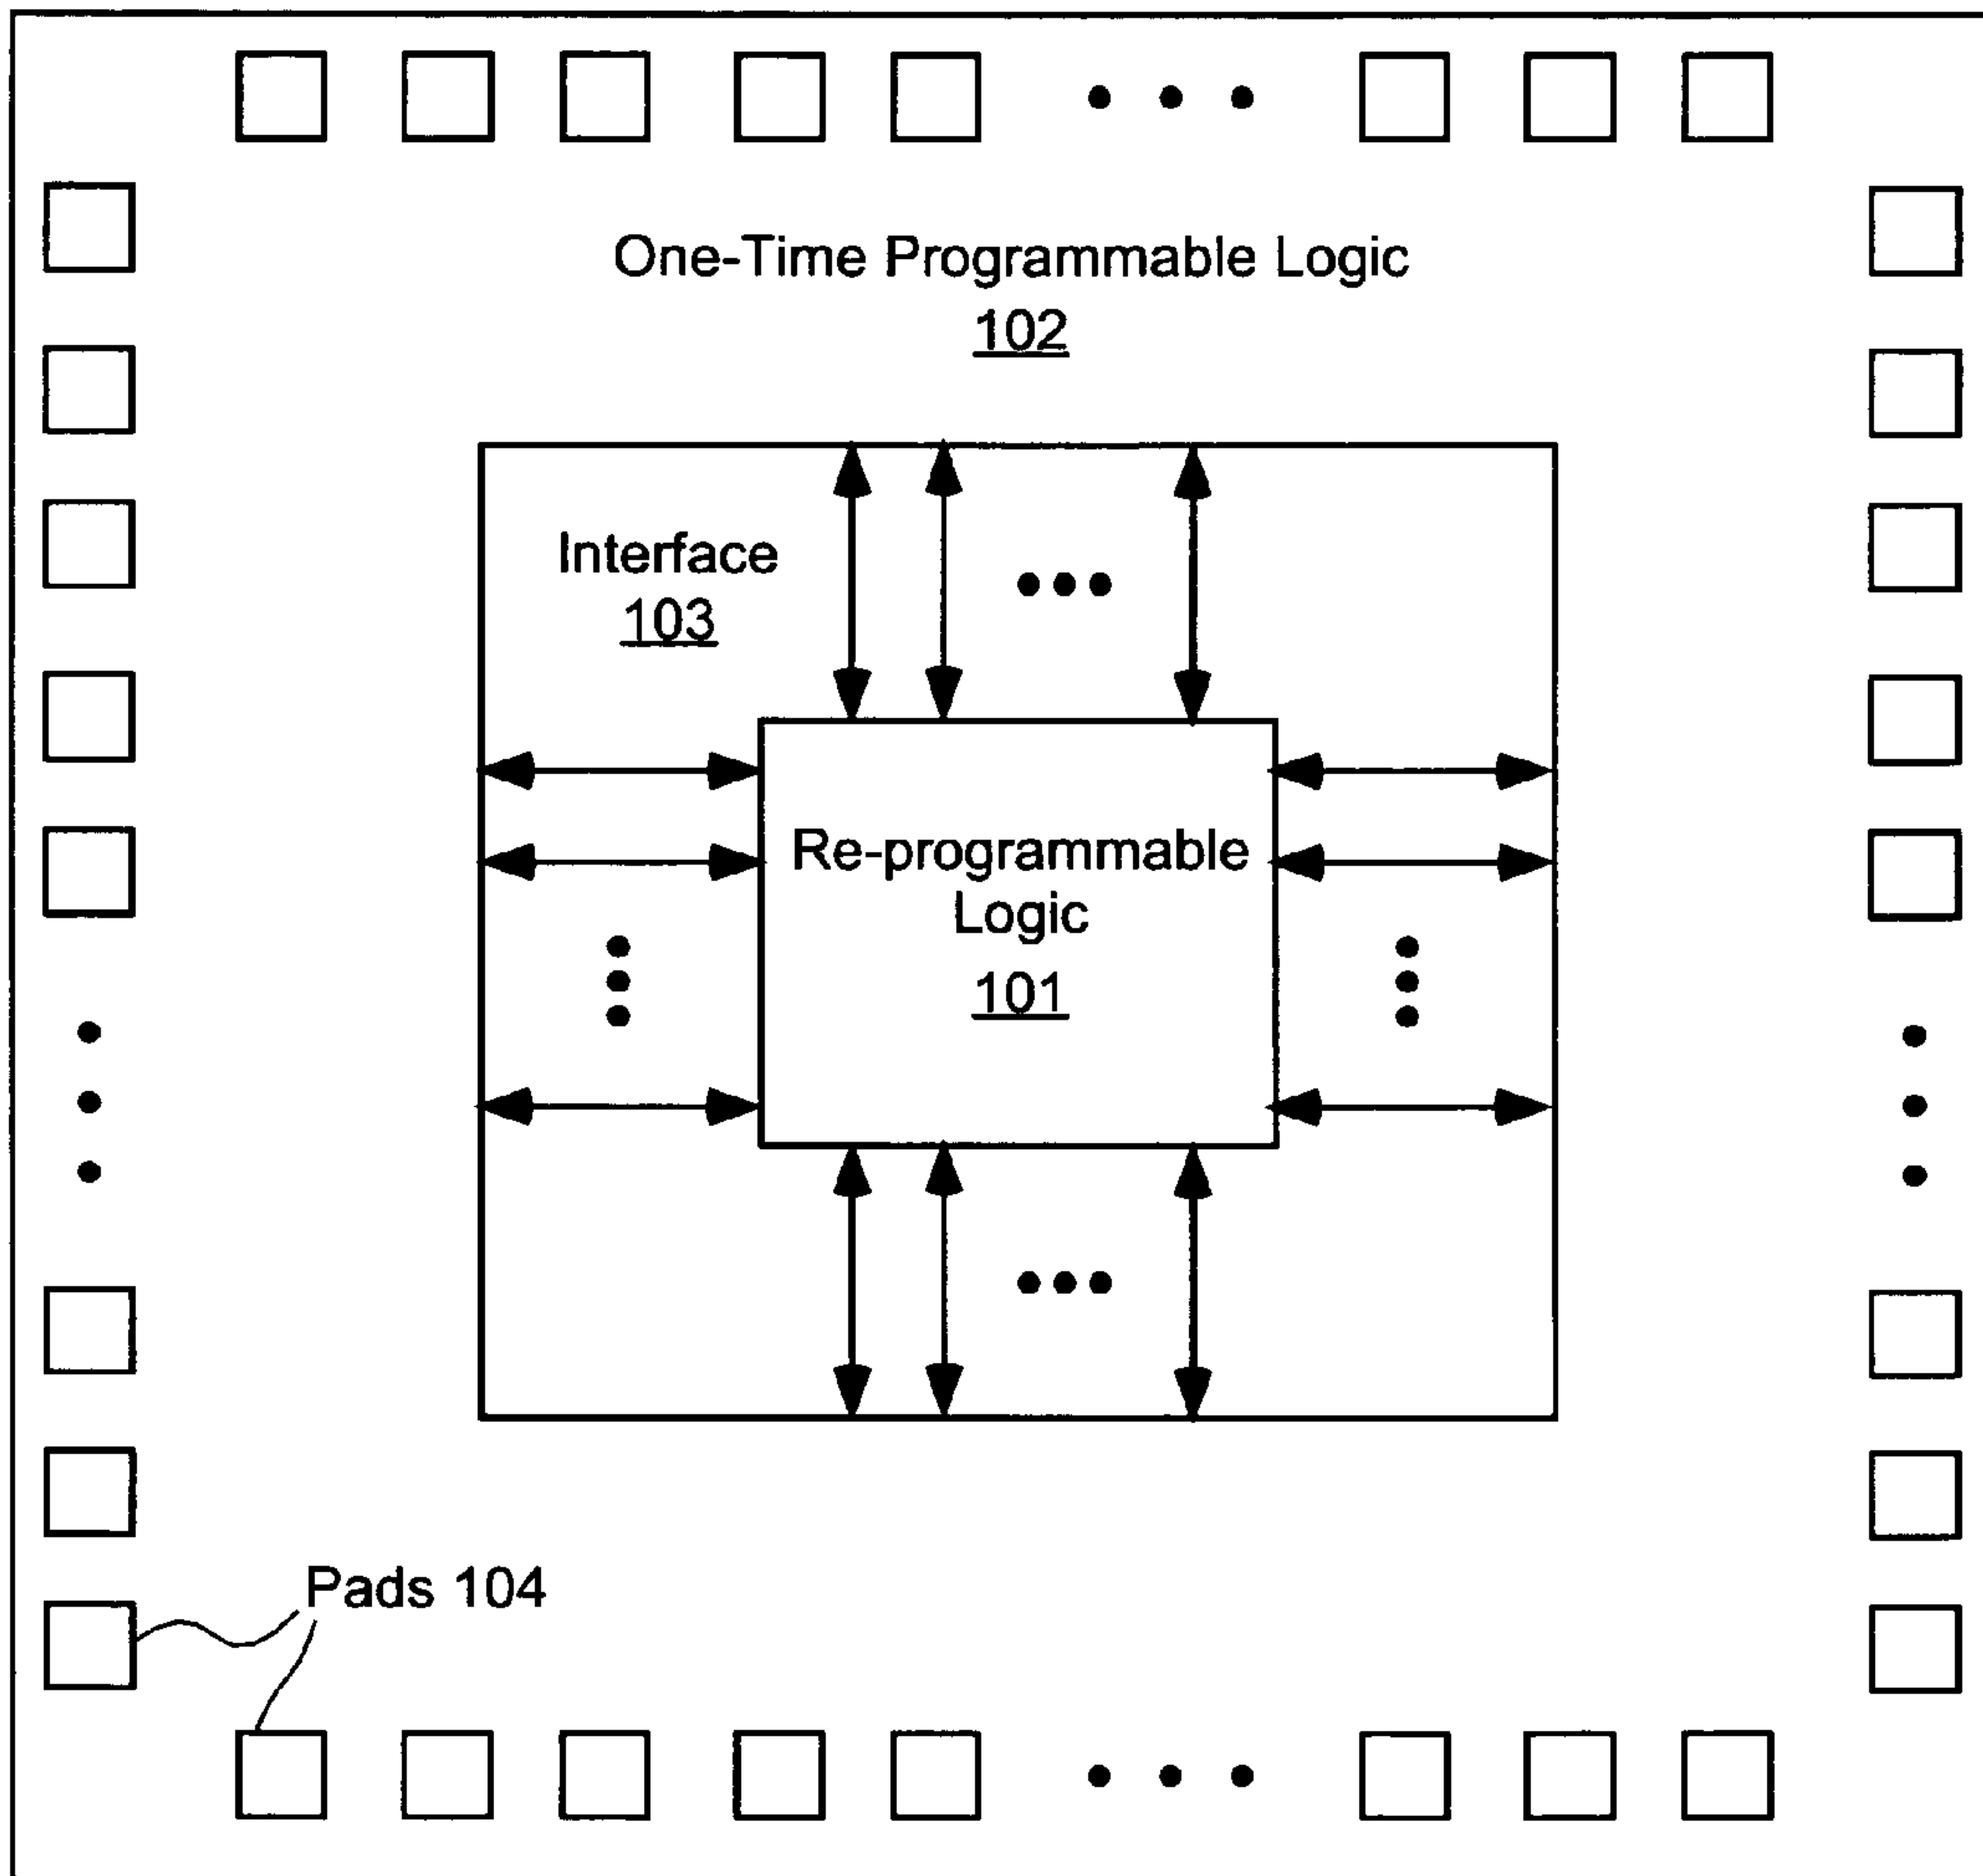 One-Time Programmable Logic
102
Interface
103
Re-programmable
Logic
101
Pads 104